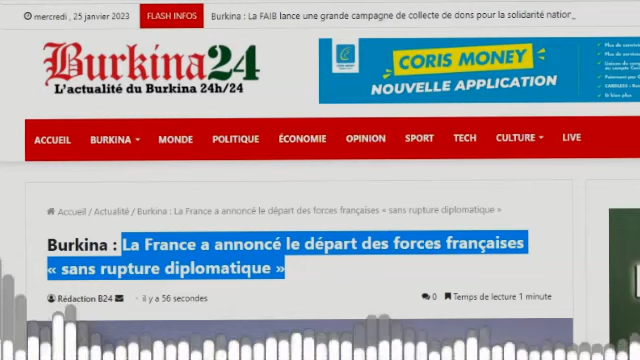 mercredi , 25 janvier 2023
FLASH INFOS
Burkina : La FAIB lance une grande campagne de collecte de dons pour la solidarité nation_
Burkina24
L'actualité du Burkina 24h/24
CORIS MONEY
NOUVELLE APPLICATION
ACCUEIL BURKINA MONDE POLITIQUE ÉCONOMIE OPINION SPORT TECH CULTURE LIVE
Accueil / Actualité / Burkina : La France a annoncé le départ des forces françaises « sans rupture diplomatique »
Burkina : La France a annoncé le départ des forces françaises
« sans rupture diplomatique »
Rédaction B24 · il y a 56 secondes
0 Temps de lecture 1 minute